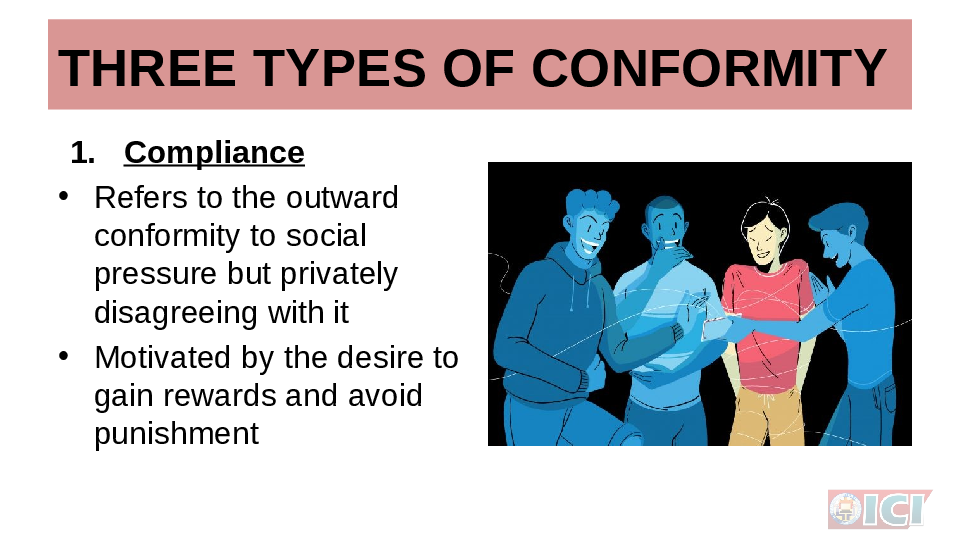 THREE TYPES OF CONFORMITY
1. Compliance
• Refers to the outward
conformity to social
pressure but privately
disagreeing with it
• Motivated by the desire to
gain rewards and avoid
punishment
ICI